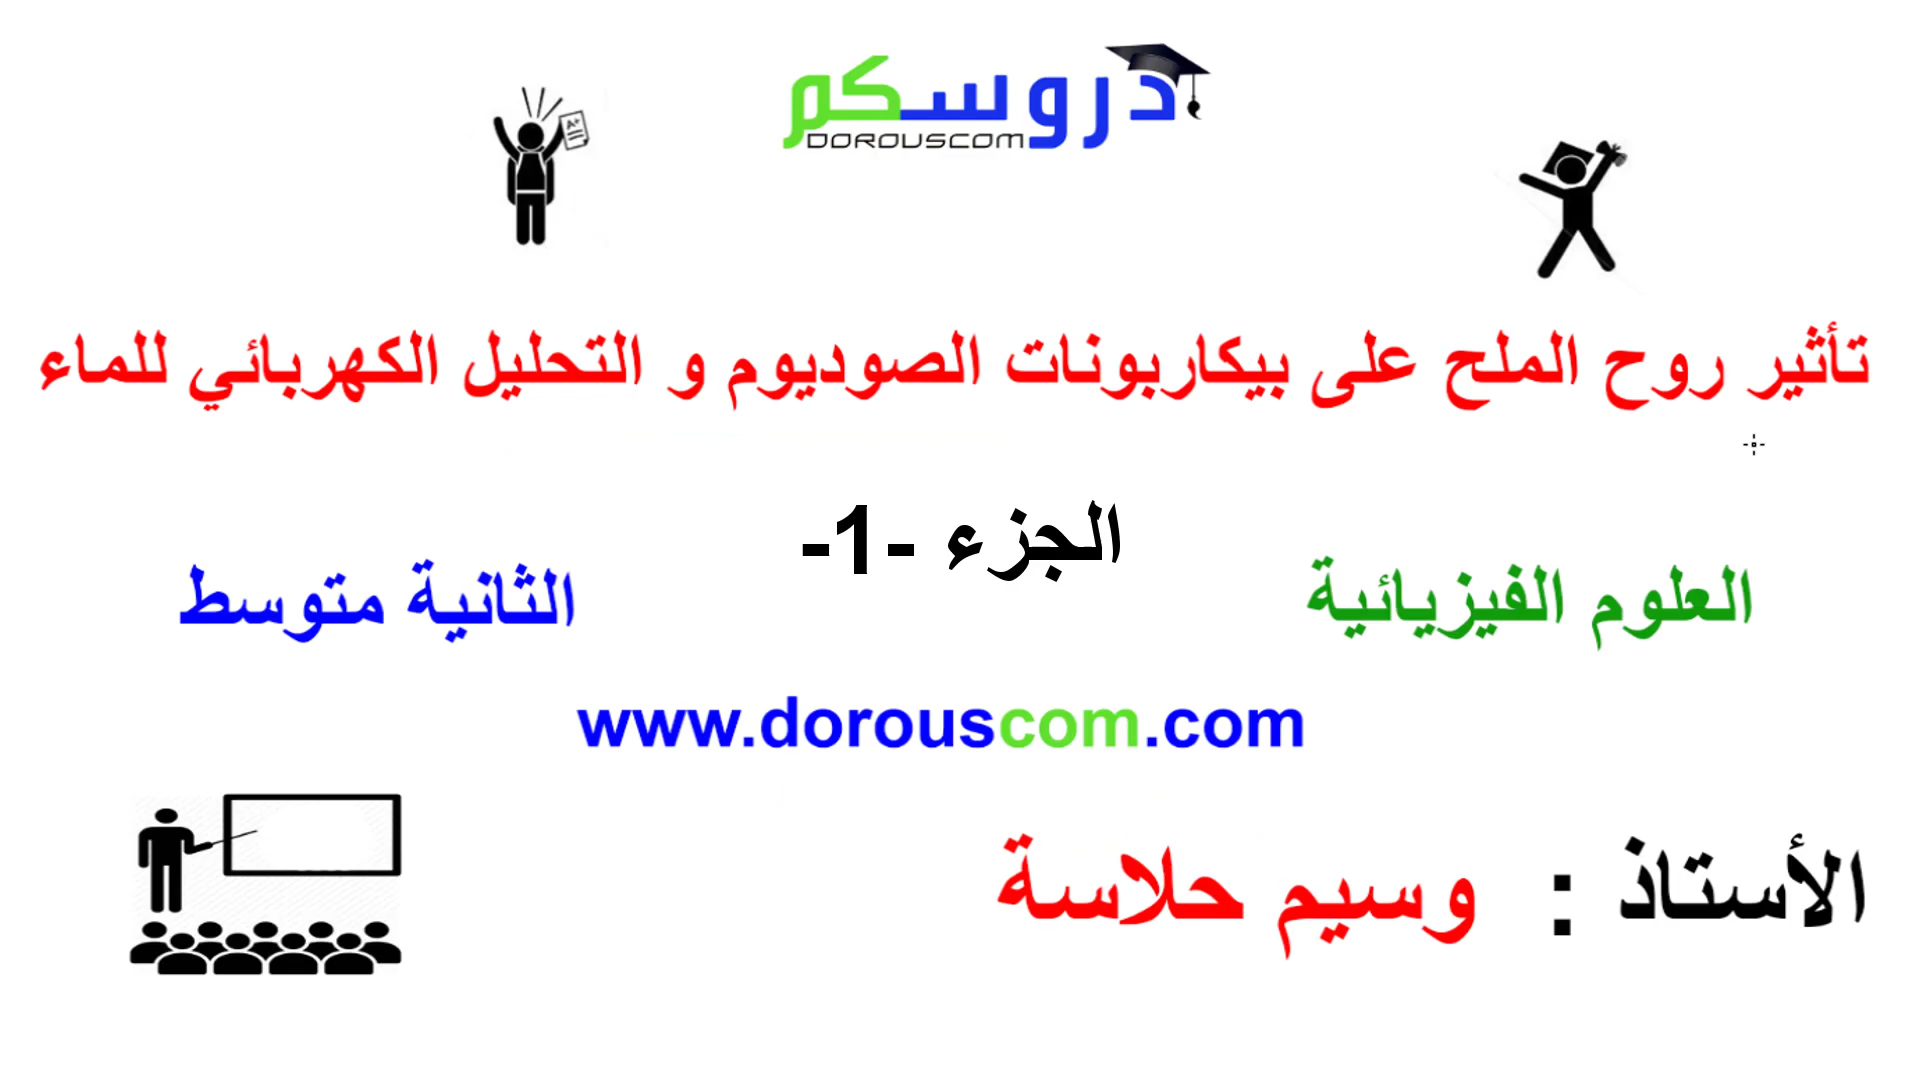 دروسكم
DOROUSCOM
A+
تأثير روح الملح على بيكاربونات الصوديوم و التحليل الكهربائي للماء
الجزء -1-
العلوم الفيزيائية
الثانية متوسط
www.dorouscom.com
الأستاذ : وسيم حلاسة